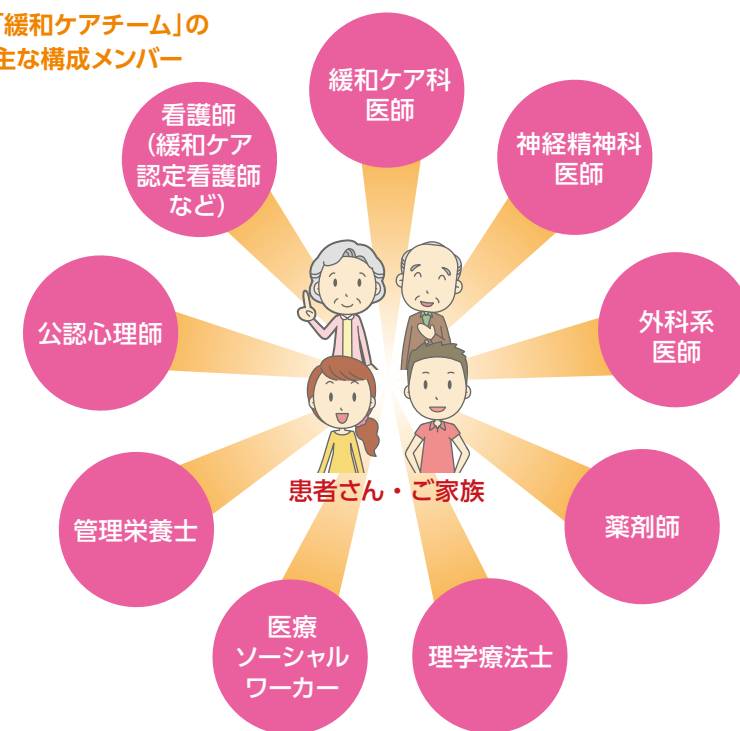 「緩和ケアチーム」の
主な構成メンバー
緩和ケア科
医師
神経精神科
医師
外科系
医師
薬剤師
理学療法士
医療
ソーシャル
ワーカー
管理栄養士
公認心理師
看護師
（緩和ケア
認定看護師
など）
患者さん・ご家族